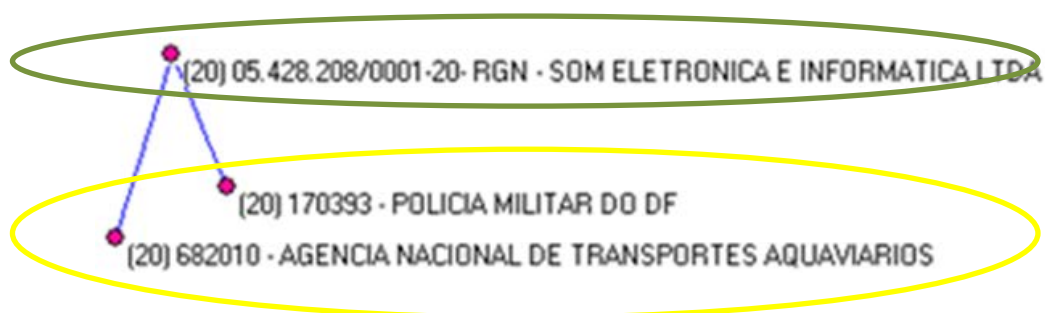 (20) 05.428.208/0001-20- RGN - SOM ELETRONICA E INFORMATICA LTDA
(20) 170393 - POLICIA MILITAR DO DF
(20) 682010 - AGENCIA NACIONAL DE TRANSPORTES AQUAVIARIOS